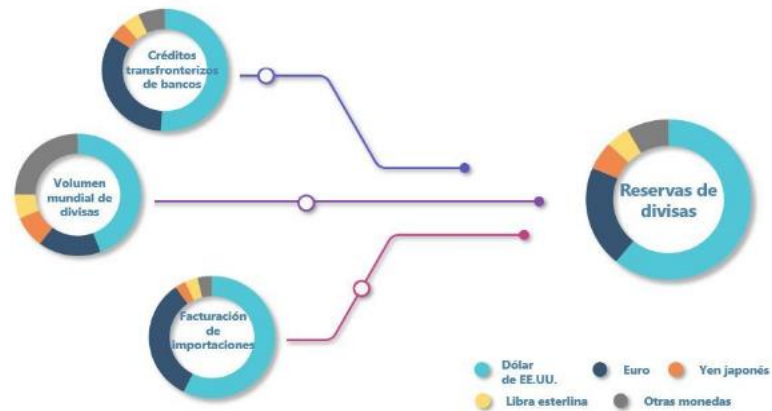 Créditos
transfronterizos
de bancos
Volumen
mundial de
divisas
Reservas de
divisas
Facturación
de
importaciones
Dólar
de EE.UU.
Euro
Yen japonés
Libra esterlina
Otras monedas